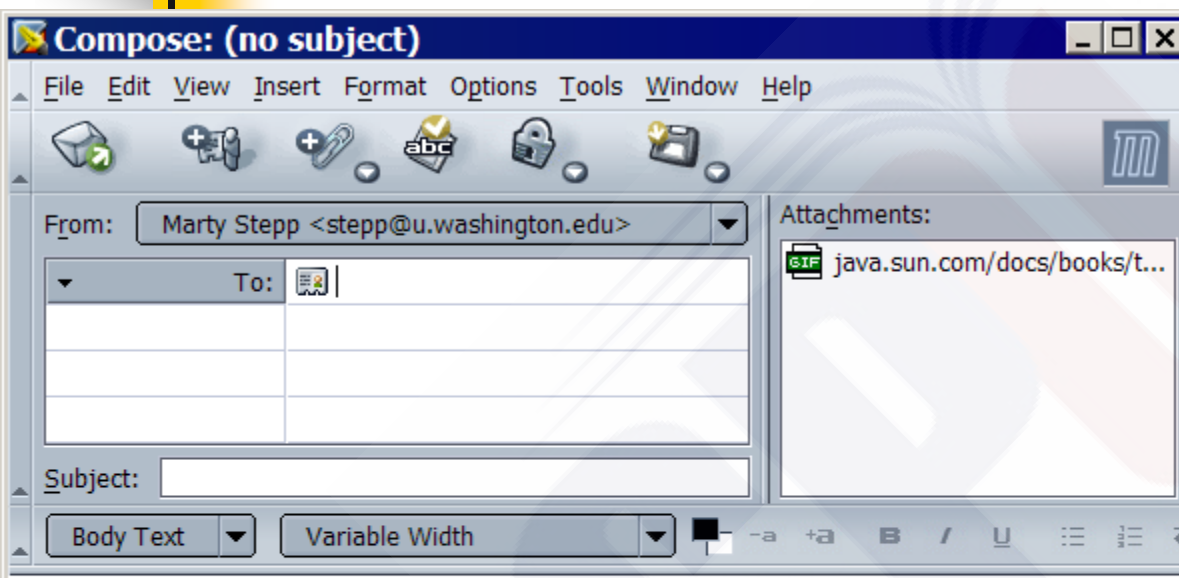 Compose: (no subject)
File Edit View Insert Format Options Tools Window Help
abc
From: Marty Stepp <stepp@u.washington.edu>
Attachments:
To:
GIF java.sun.com/docs/books/t...
Subject:
Body Text Variable Width -a +a B I U